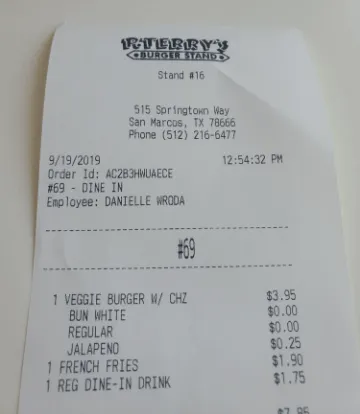 P.TERRY'S
BURGER STAND
Stand #16
515 Springtown Way
San Marcos, TX 78666
Phone (512) 216-6477
9/19/2019 12:54:32 PM
Order Id: AC2B3HWUAECE
#69 - DINE IN
Employee: DANIELLE WRODA
#69
1 VEGGIE BURGER W/ CHZ $3.95
BUN WHITE $0.00
REGULAR $0.00
JALAPENO $0.25
1 FRENCH FRIES $1.90
1 REG DINE-IN DRINK $1.75
$7.85